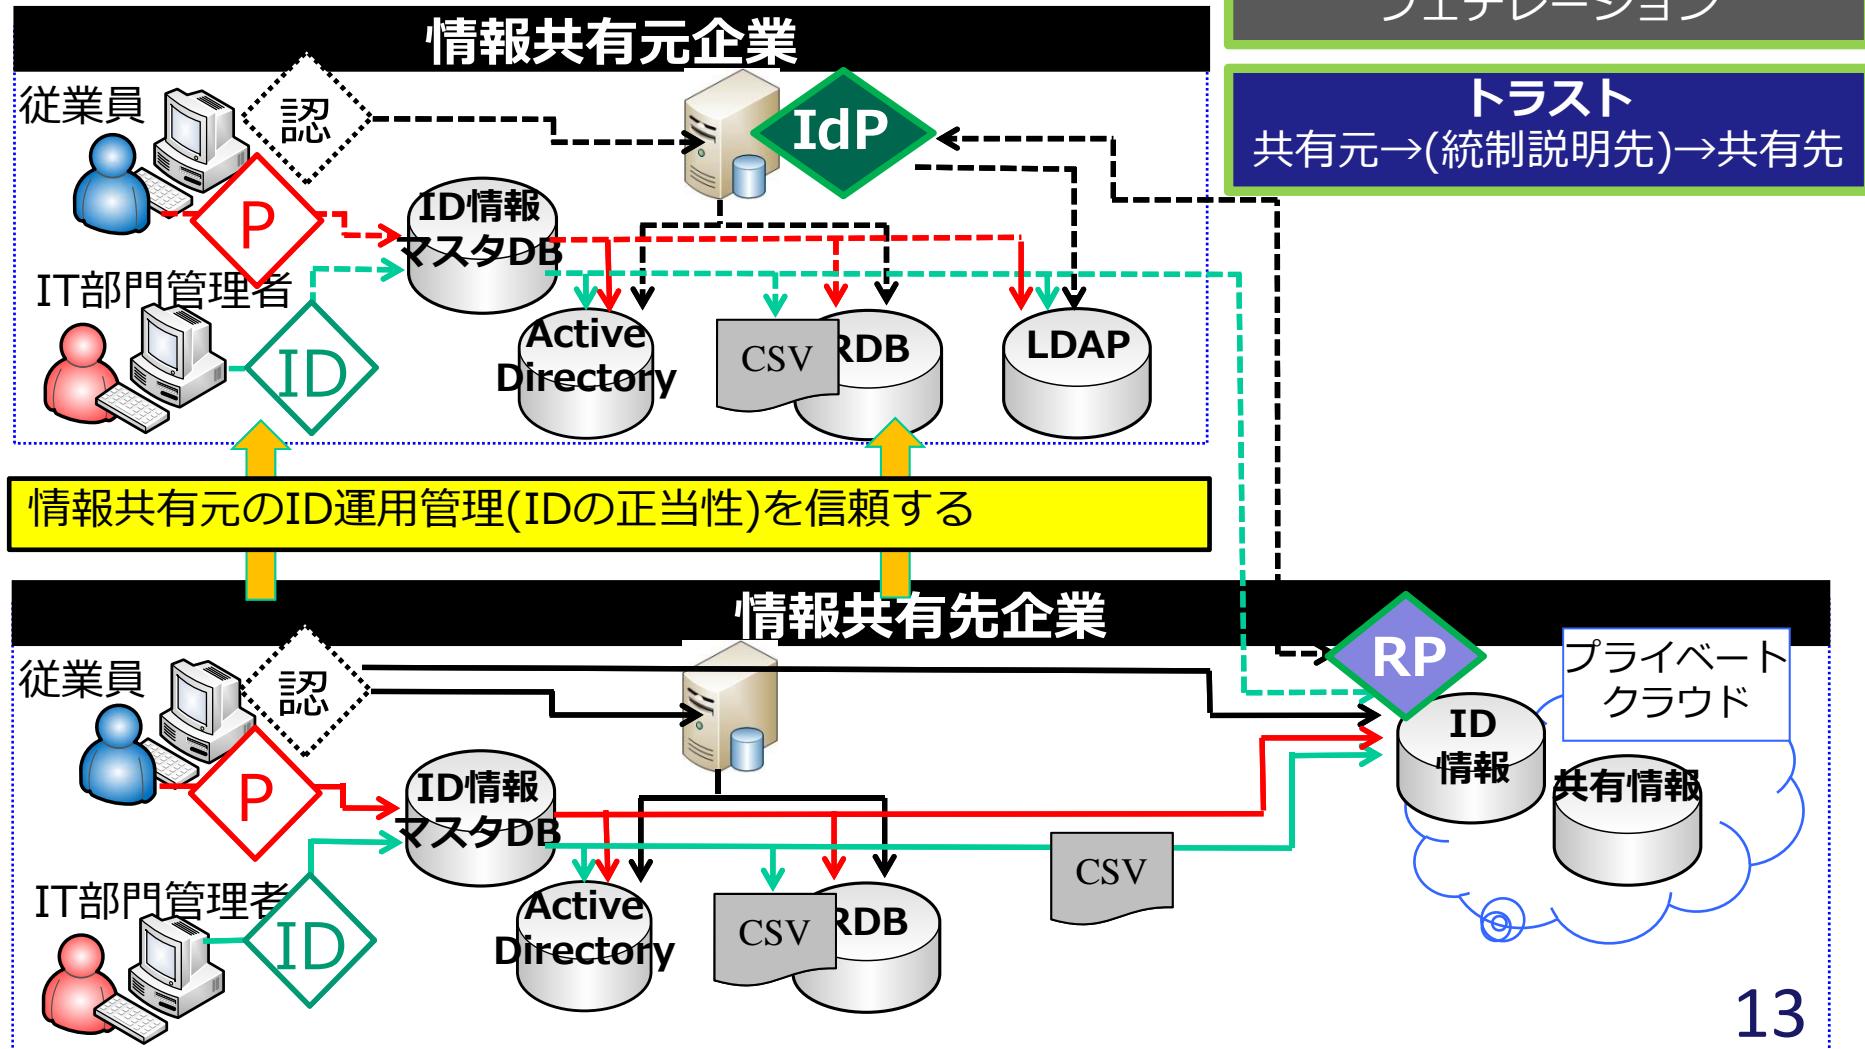 フェデレーション
トラスト
共有元→(統制説明先)→共有先
情報共有元企業
従業員
認
IdP
P
ID情報
マスタDB
IT部門管理者
ID
Active
Directory
CSV
RDB
LDAP
情報共有元のID運用管理(IDの正当性)を信頼する
情報共有先企業
従業員
認
RP
プライベート
クラウド
P
ID情報
マスタDB
ID
情報
共有情報
IT部門管理者
ID
Active
Directory
CSV
RDB
CSV
13